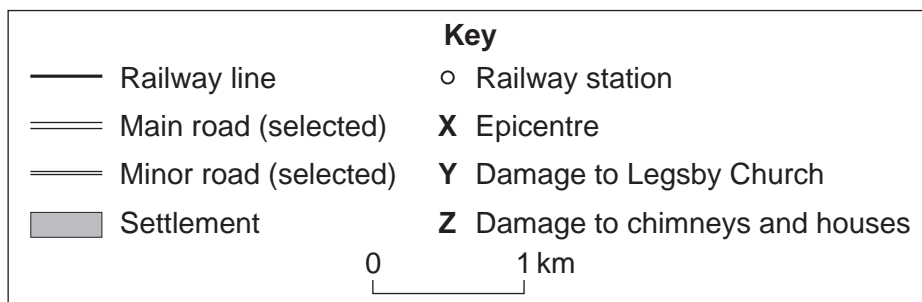 Key
Railway line
Railway station
Main road (selected)
X Epicentre
Minor road (selected)
Y Damage to Legsby Church
Settlement
Z Damage to chimneys and houses
0 1 km